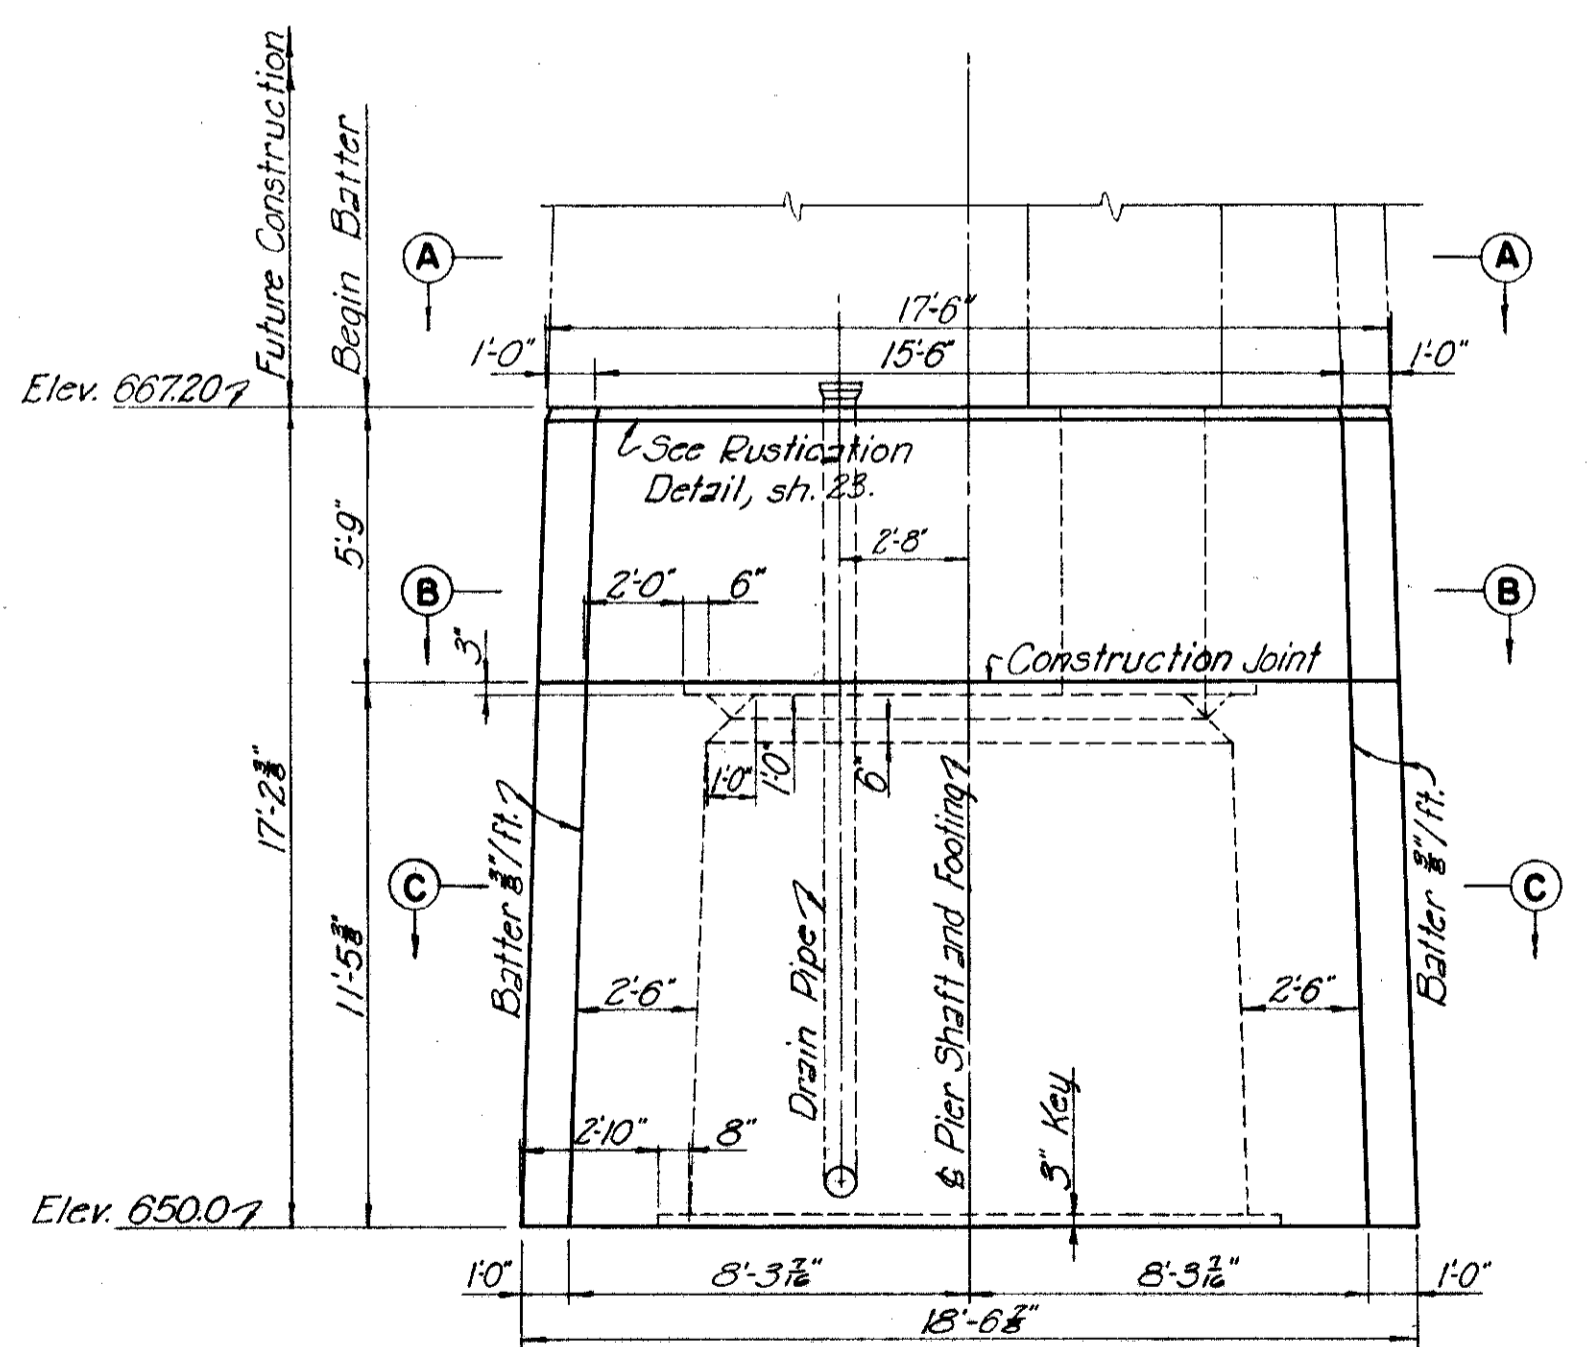 Future Construction
Begin Batter
A
A
17'-6"
1'-0"
15'-6"
1'-0"
Elev. 667.20
See Rustication
Detail, sh. 23.
5'-9"
2'-8"
B
2'-0"
6"
B
3"
Construction Joint
1'-0"
1'-0"
6"
17'-2 3/8"
Batter 3/8"/ft.
Batter 3/8"/ft.
C
C
11'-5 3/8"
2'-6"
Drain Pipe
℄ Pier Shaft and Footing
2'-6"
2'-10"
8"
3" Key
Elev. 650.0
1'-0"
8'-3 7/16"
8'-3 7/16"
1'-0"
18'-6 7/8"